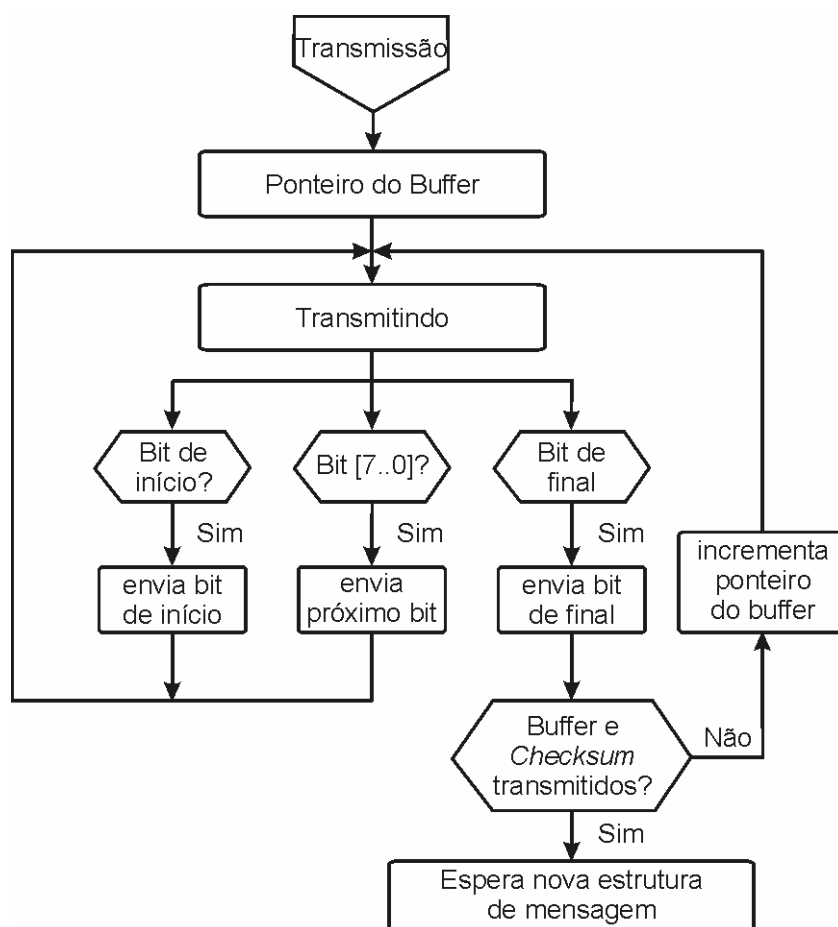 Transmissão
Ponteiro do Buffer
Transmitindo
Bit de
início?
Bit [7..0]?
Bit de
final
Sim
Sim
Sim
envia bit
de início
envia
próximo bit
envia bit
de final
incrementa
ponteiro
do buffer
Buffer e
Checksum
transmitidos?
Não
Sim
Espera nova estrutura
de mensagem